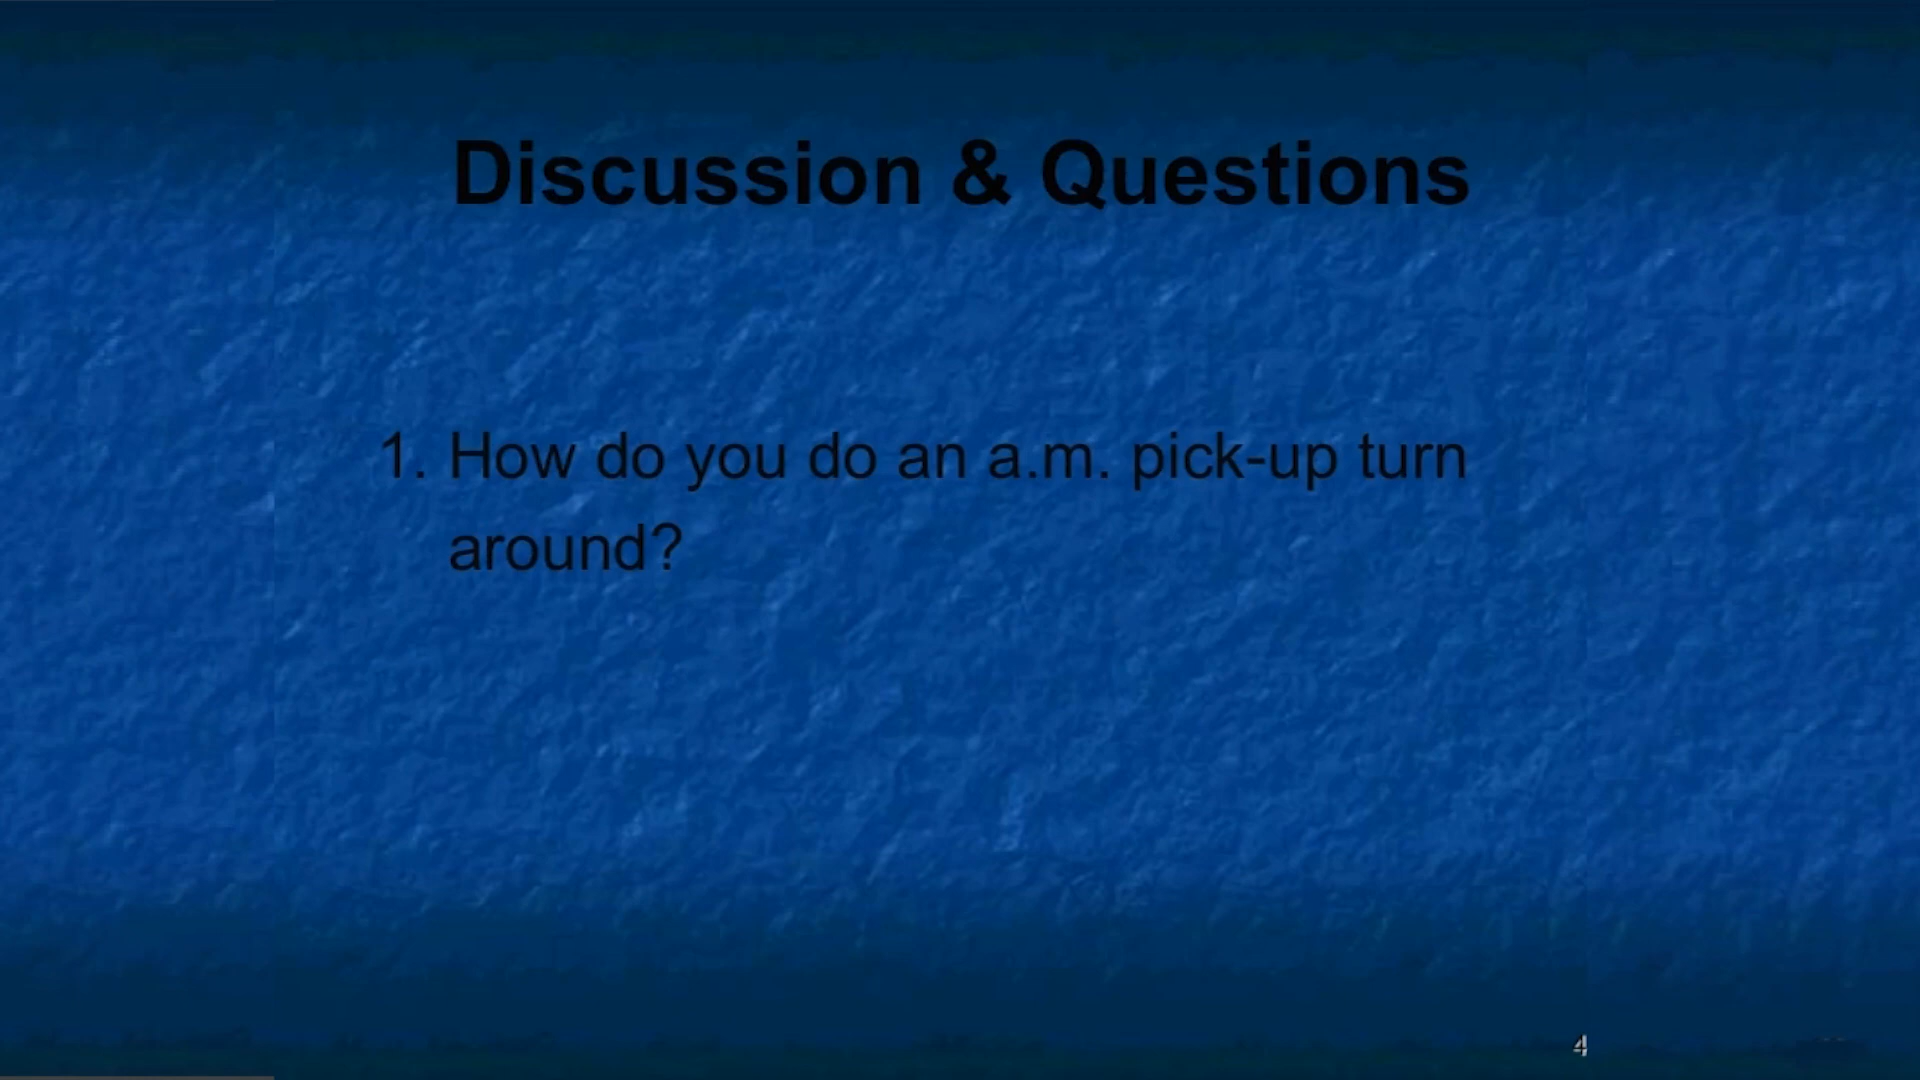 Discussion & Questions
1. How do you do an a.m. pick-up turn
around?
4